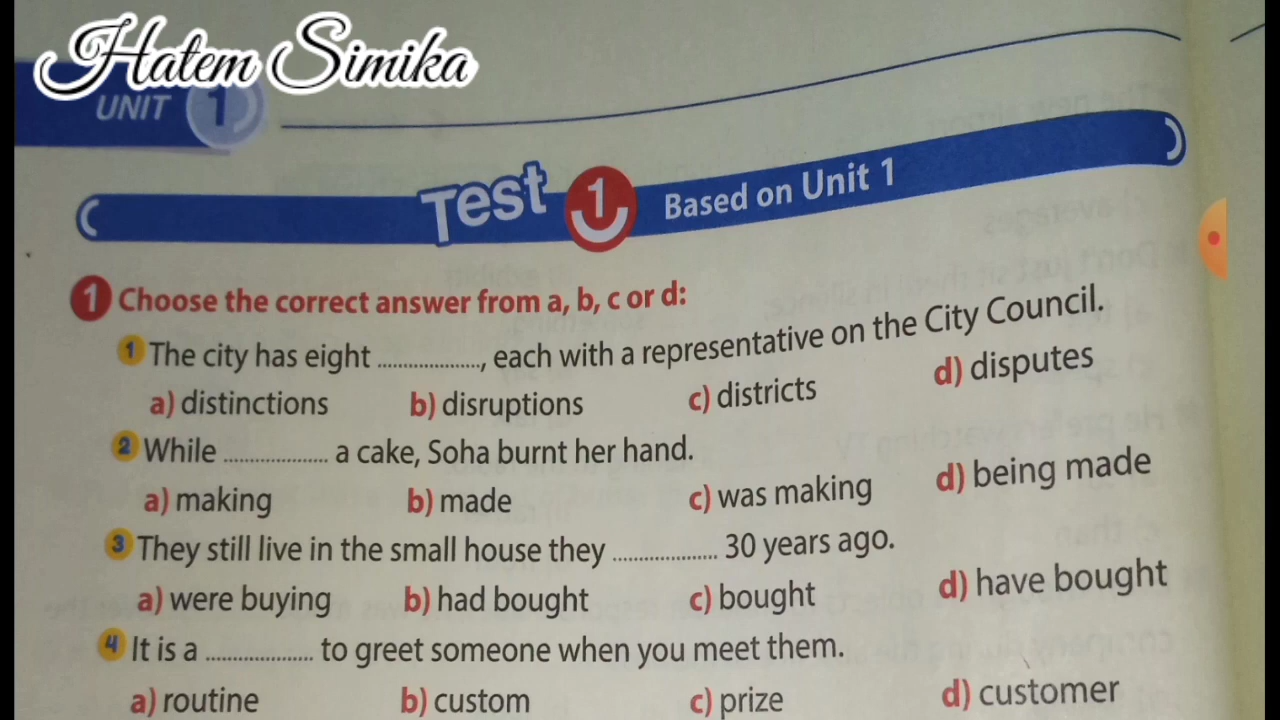 Hatem Simika
UNIT 1
Test 1 Based on Unit 1
1 Choose the correct answer from a, b, c or d:
1 The city has eight ...................., each with a representative on the City Council.
a) distinctions b) disruptions c) districts d) disputes
2 While .................... a cake, Soha burnt her hand.
a) making b) made c) was making d) being made
3 They still live in the small house they .................... 30 years ago.
a) were buying b) had bought c) bought d) have bought
4 It is a .................... to greet someone when you meet them.
a) routine b) custom c) prize d) customer